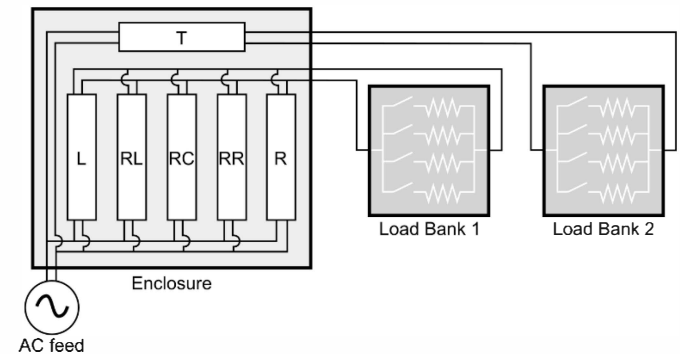 T
L
RL
RC
RR
R
Load Bank 1
Load Bank 2
Enclosure
AC feed